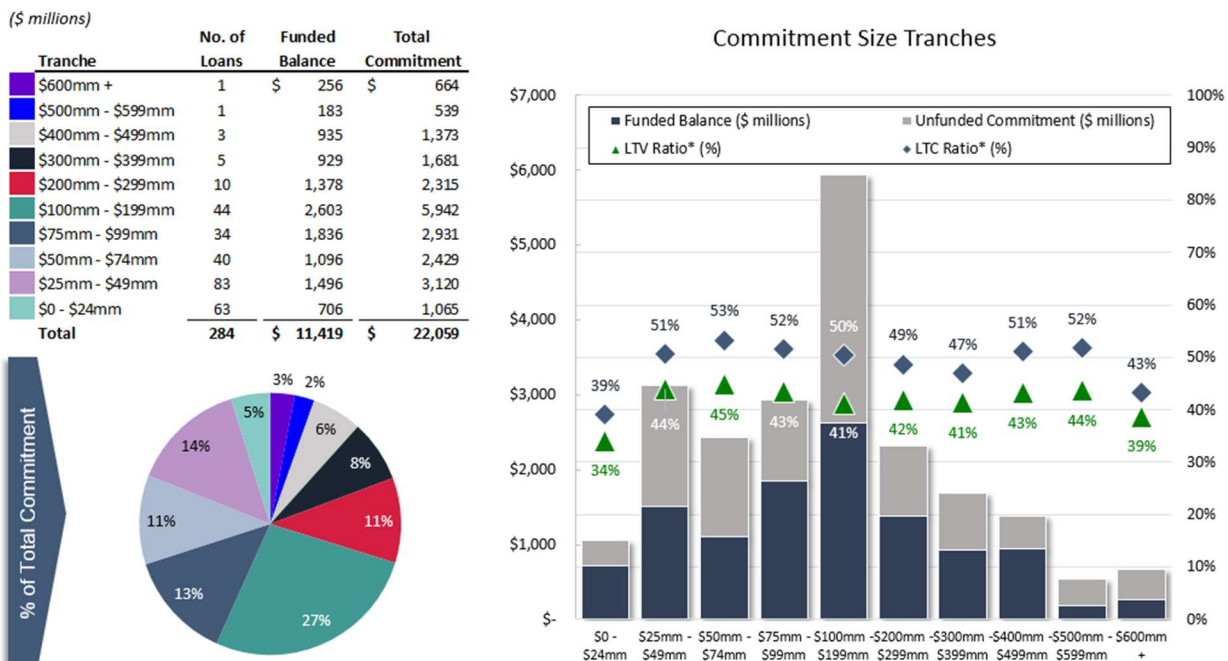 ($ millions)
No. of Funded Total
Tranche Loans Balance Commitment
$600mm + 1 $ 256 $ 664
$500mm - $599mm 1 183 539
$400mm - $499mm 3 935 1,373
$300mm - $399mm 5 929 1,681
$200mm - $299mm 10 1,378 2,315
$100mm - $199mm 44 2,603 5,942
$75mm - $99mm 34 1,836 2,931
$50mm - $74mm 40 1,096 2,429
$25mm - $49mm 83 1,496 3,120
$0 - $24mm 63 706 1,065
Total 284 $ 11,419 $ 22,059
% of Total Commitment
3%
2%
6%
8%
11%
27%
13%
11%
14%
5%
Commitment Size Tranches
Funded Balance ($ millions) Unfunded Commitment ($ millions)
LTV Ratio* (%) LTC Ratio* (%)
$7,000
$6,000
$5,000
$4,000
$3,000
$2,000
$1,000
$-
100%
90%
80%
70%
60%
50%
40%
30%
20%
10%
0%
39% 51% 53% 52% 50% 49% 47% 51% 52% 43%
34% 44% 45% 43% 41% 42% 41% 43% 44% 39%
$0 - $25mm - $50mm - $75mm - $100mm - $200mm - $300mm - $400mm - $500mm - $600mm
$24mm $49mm $74mm $99mm $199mm $299mm $399mm $499mm $599mm +